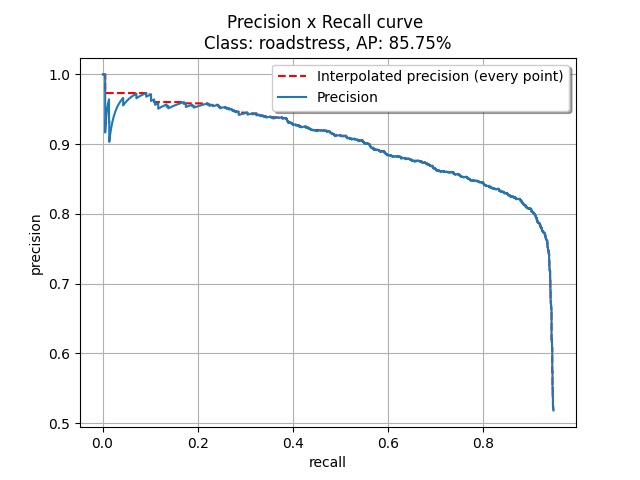 Precision x Recall curve
Class: roadstress, AP: 85.75%
Interpolated precision (every point)
Precision
1.0
0.9
0.8
0.7
0.6
0.5
precision
0.0 0.2 0.4 0.6 0.8
recall